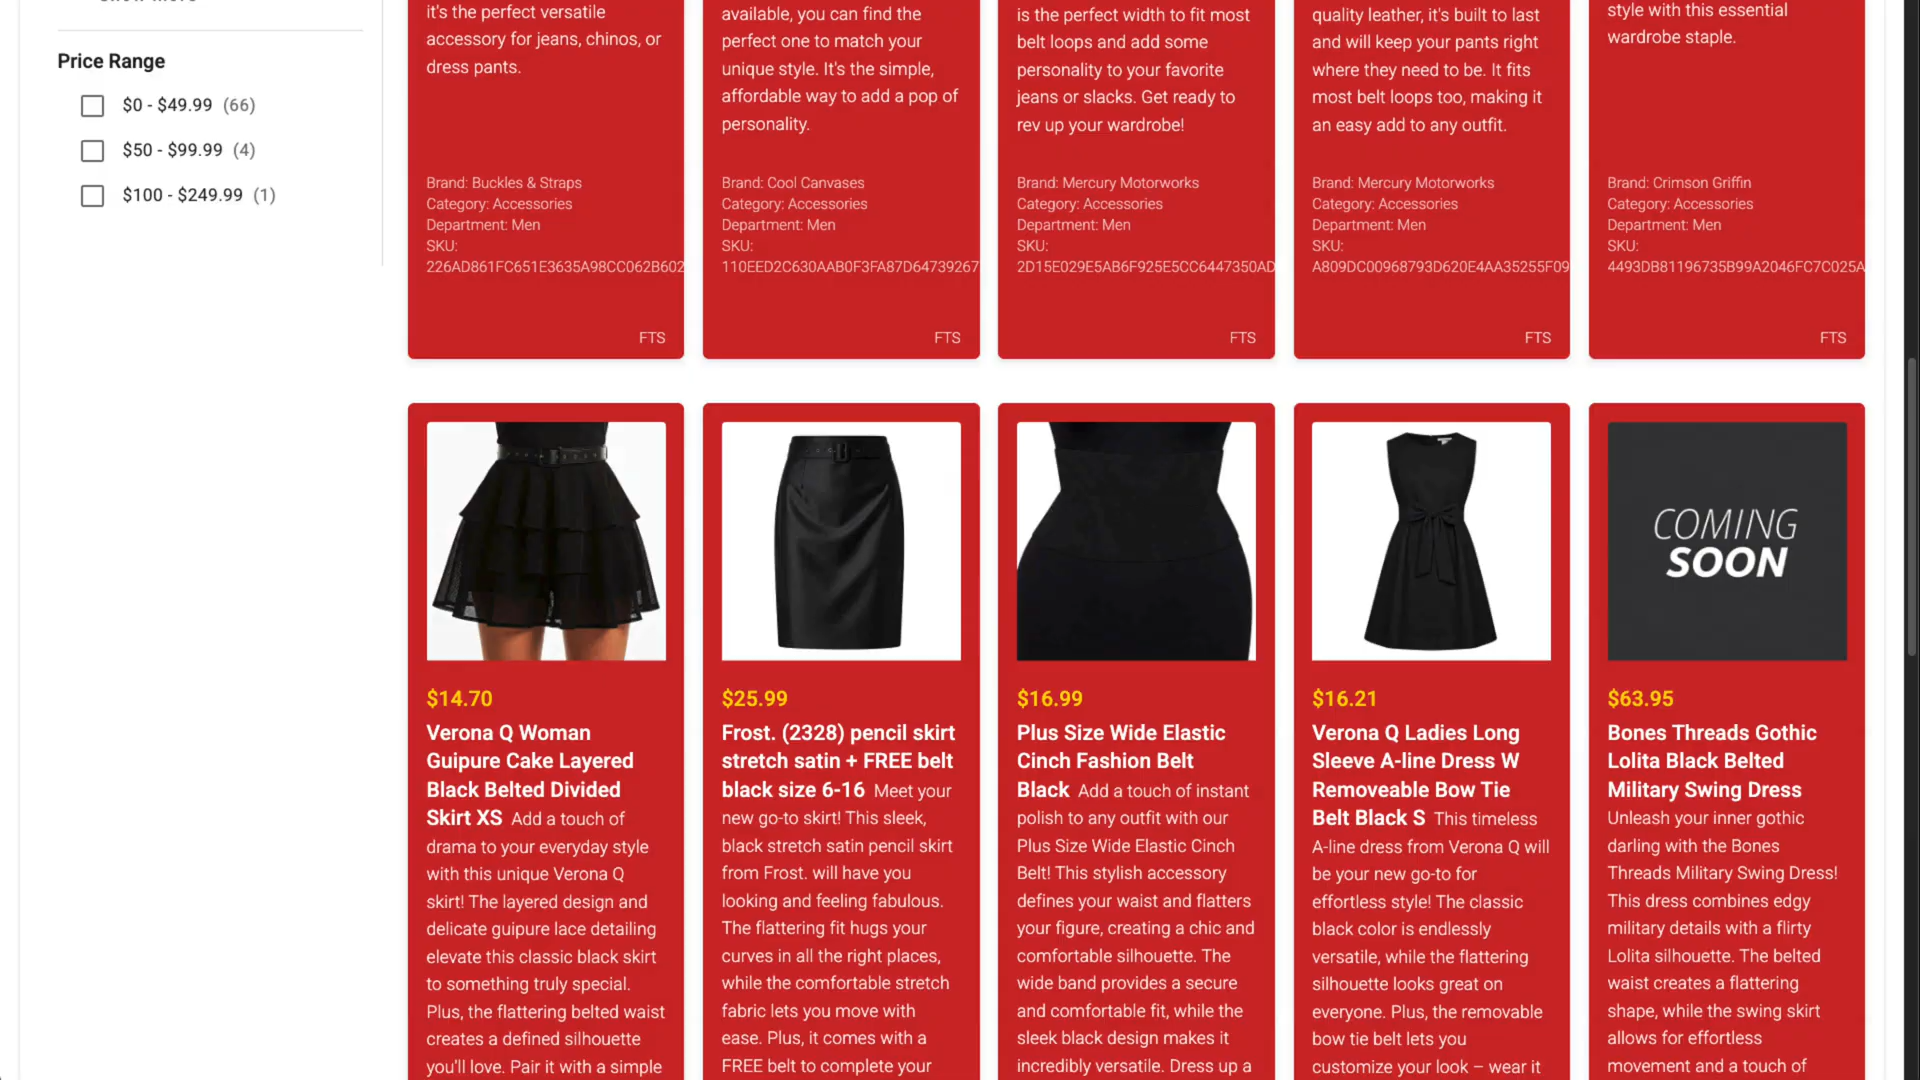 Price Range
$0 - $49.99 (66)
$50 - $99.99 (4)
$100 - $249.99 (1)
it's the perfect versatile
accessory for jeans, chinos, or
dress pants.
Brand: Buckles & Straps
Category: Accessories
Department: Men
SKU:
226AD861FC651E3635A98CC062B602
FTS
available, you can find the
perfect one to match your
unique style. It's the simple,
affordable way to add a pop of
personality.
Brand: Cool Canvases
Category: Accessories
Department: Men
SKU:
110EED2C630AAB0F3FA87D64739267
FTS
is the perfect width to fit most
belt loops and add some
personality to your favorite
jeans or slacks. Get ready to
rev up your wardrobe!
Brand: Mercury Motorworks
Category: Accessories
Department: Men
SKU:
2D15E029E5AB6F925E5CC6447350AD
FTS
quality leather, it's built to last
and will keep your pants right
where they need to be. It fits
most belt loops too, making it
an easy add to any outfit.
Brand: Mercury Motorworks
Category: Accessories
Department: Men
SKU:
A809DC00968793D620E4AA35255F09
FTS
style with this essential
wardrobe staple.
Brand: Crimson Griffin
Category: Accessories
Department: Men
SKU:
4493DB81196735B99A2046FC7C025A
FTS
$14.70
Verona Q Woman
Guipure Cake Layered
Black Belted Divided
Skirt XS Add a touch of
drama to your everyday style
with this unique Verona Q
skirt! The layered design and
delicate guipure lace detailing
elevate this classic black skirt
to something truly special.
Plus, the flattering belted waist
creates a defined silhouette
you'll love. Pair it with a simple
$25.99
Frost. (2328) pencil skirt
stretch satin + FREE belt
black size 6-16 Meet your
new go-to skirt! This sleek,
black stretch satin pencil skirt
from Frost. will have you
looking and feeling fabulous.
The flattering fit hugs your
curves in all the right places,
while the comfortable stretch
fabric lets you move with
ease. Plus, it comes with a
FREE belt to complete your
$16.99
Plus Size Wide Elastic
Cinch Fashion Belt
Black Add a touch of instant
polish to any outfit with our
Plus Size Wide Elastic Cinch
Belt! This stylish accessory
defines your waist and flatters
your figure, creating a chic and
comfortable silhouette. The
wide band provides a secure
and comfortable fit, while the
sleek black design makes it
incredibly versatile. Dress up a
$16.21
Verona Q Ladies Long
Sleeve A-line Dress W
Removeable Bow Tie
Belt Black S This timeless
A-line dress from Verona Q will
be your new go-to for
effortless style! The classic
black color is endlessly
versatile, while the flattering
silhouette looks great on
everyone. Plus, the removable
bow tie belt lets you
customize your look – wear it
COMING
SOON
$63.95
Bones Threads Gothic
Lolita Black Belted
Military Swing Dress
Unleash your inner gothic
darling with the Bones
Threads Military Swing Dress!
This dress combines edgy
military details with a flirty
Lolita silhouette. The belted
waist creates a flattering
shape, while the swing skirt
allows for effortless
movement and a touch of